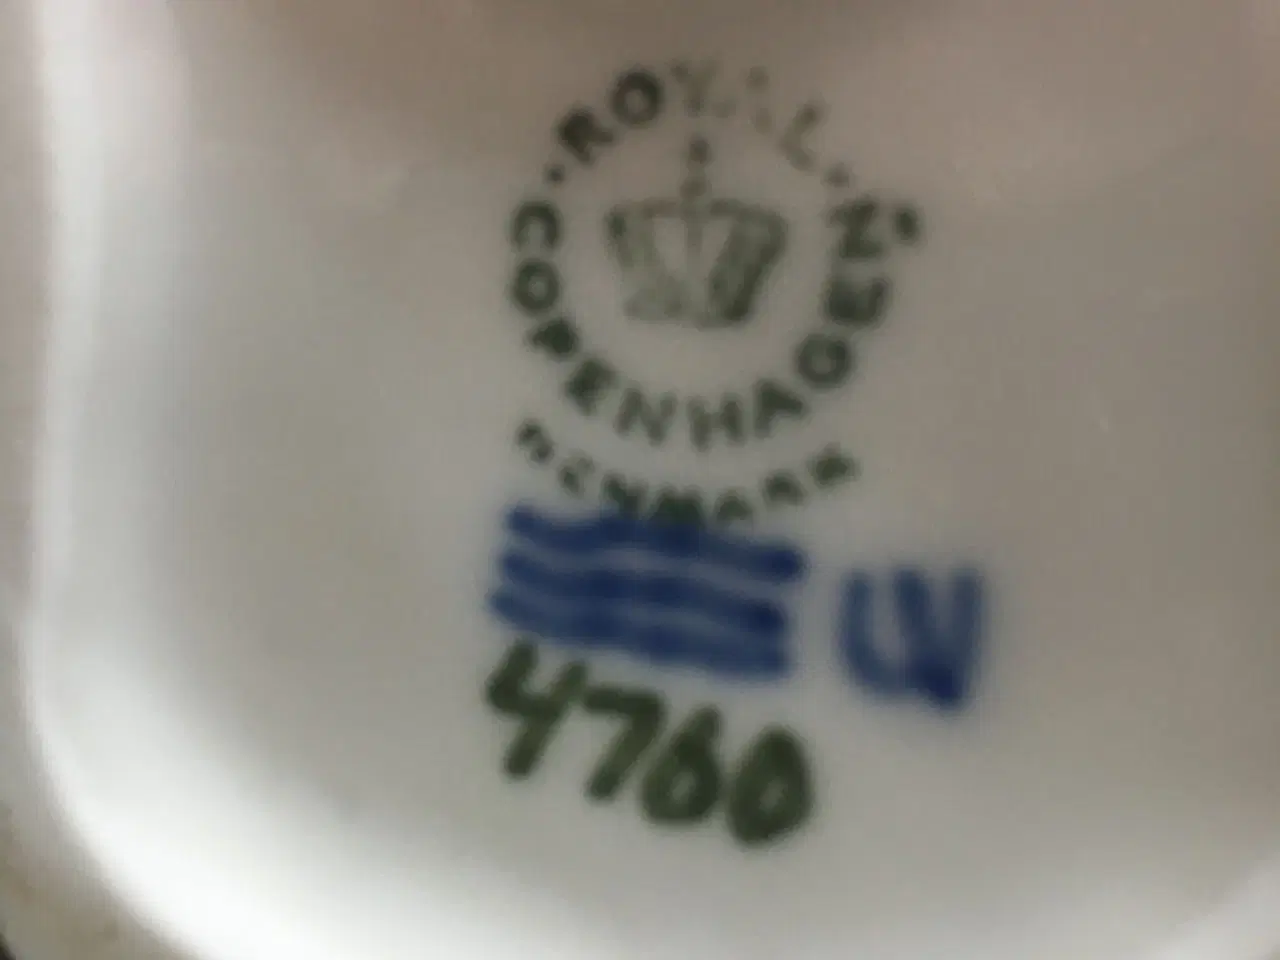 · ROYAL ·
COPENHAGEN
DENMARK
4760